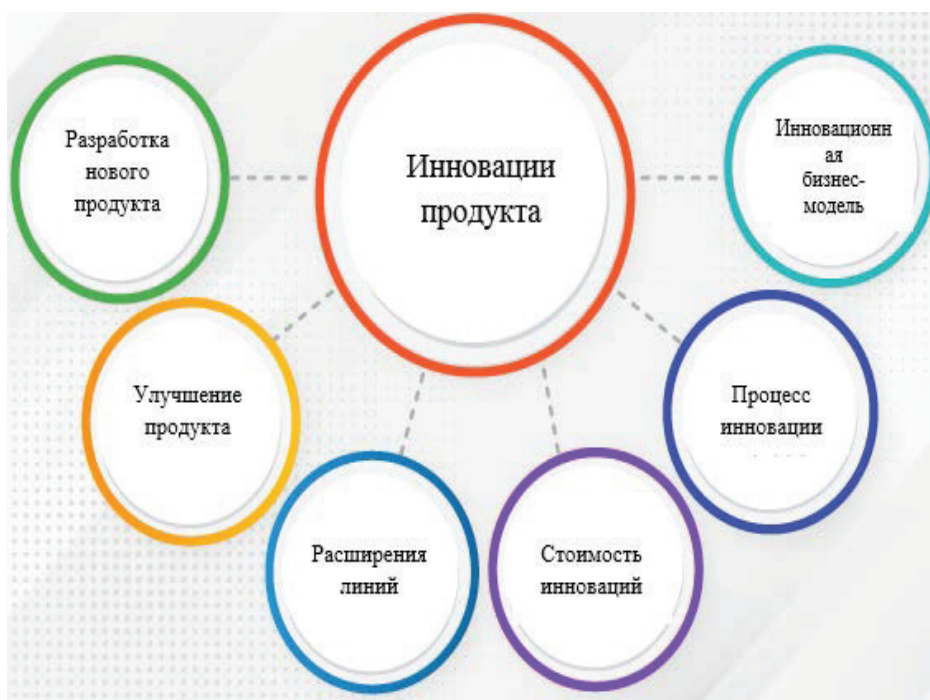 Инновации
продукта
Разработка
нового
продукта
Улучшение
продукта
Расширения
линий
Стоимость
инноваций
Процесс
инновации
Инновационн
ая
бизнес-
модель